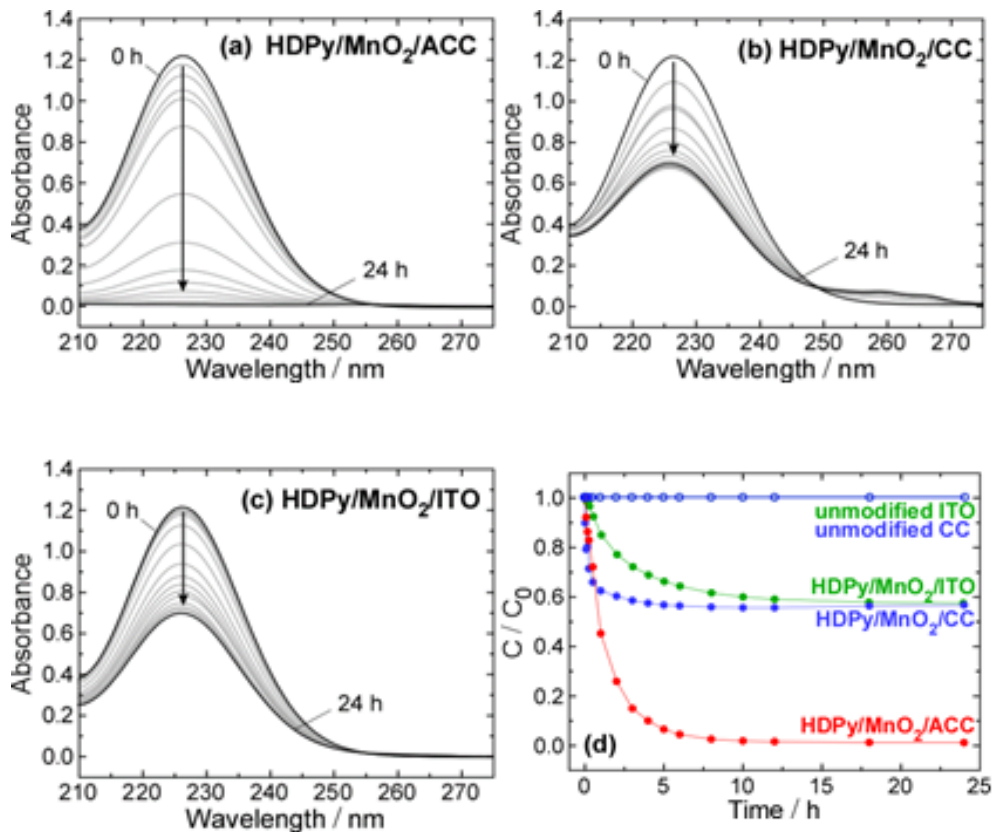 (a) HDPy/MnO2/ACC
0 h
24 h
Absorbance
1.4
1.2
1.0
0.8
0.6
0.4
0.2
0.0
210 220 230 240 250 260 270
Wavelength / nm
(b) HDPy/MnO2/CC
0 h
24 h
Absorbance
1.4
1.2
1.0
0.8
0.6
0.4
0.2
0.0
210 220 230 240 250 260 270
Wavelength / nm
(c) HDPy/MnO2/ITO
0 h
24 h
Absorbance
1.4
1.2
1.0
0.8
0.6
0.4
0.2
0.0
210 220 230 240 250 260 270
Wavelength / nm
C / C0
1.0
0.8
0.6
0.4
0.2
0.0
unmodified ITO
unmodified CC
HDPy/MnO2/ITO
HDPy/MnO2/CC
HDPy/MnO2/ACC
(d)
0 5 10 15 20 25
Time / h